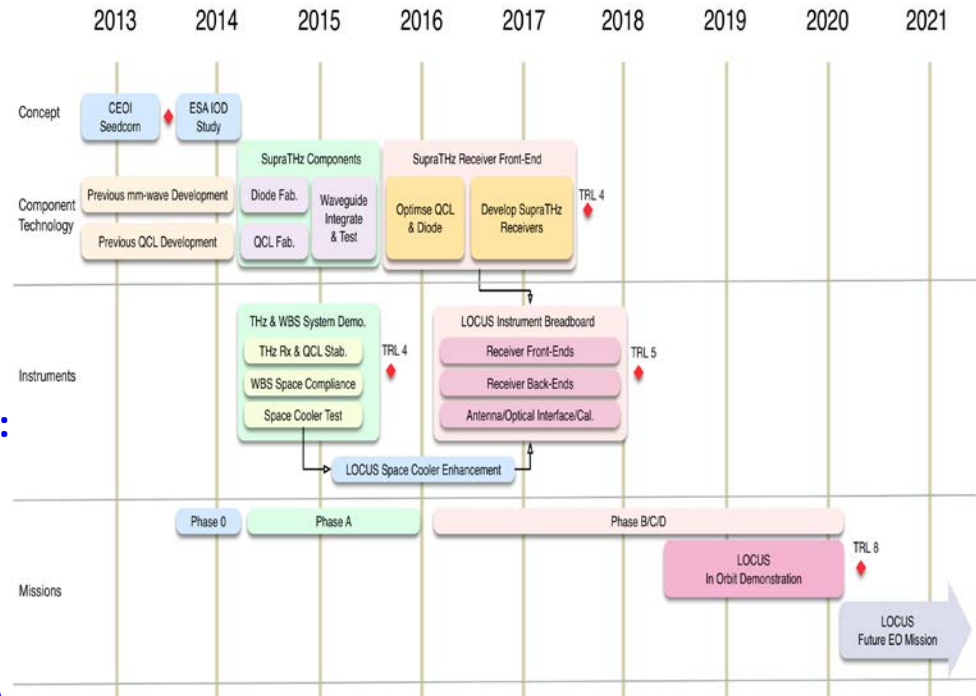 2013 2014 2015 2016 2017 2018 2019 2020 2021
Concept
CEOI
Seedcorn
ESA IOD
Study
Component
Technology
Previous mm-wave Development
Previous QCL Development
SupraTHz Components
Diode Fab.
QCL Fab.
Waveguide
Integrate
& Test
SupraTHz Receiver Front-End
Optimse QCL
& Diode
Develop SupraTHz
Receivers
TRL 4
Instruments
THz & WBS System Demo.
THz Rx & QCL Stab.
WBS Space Compliance
Space Cooler Test
TRL 4
LOCUS Instrument Breadboard
Receiver Front-Ends
Receiver Back-Ends
Antenna/Optical Interface/Cal.
TRL 5
:
LOCUS Space Cooler Enhancement
Missions
Phase 0
Phase A
Phase B/C/D
LOCUS
In Orbit Demonstration
TRL 8
LOCUS
Future EO Mission